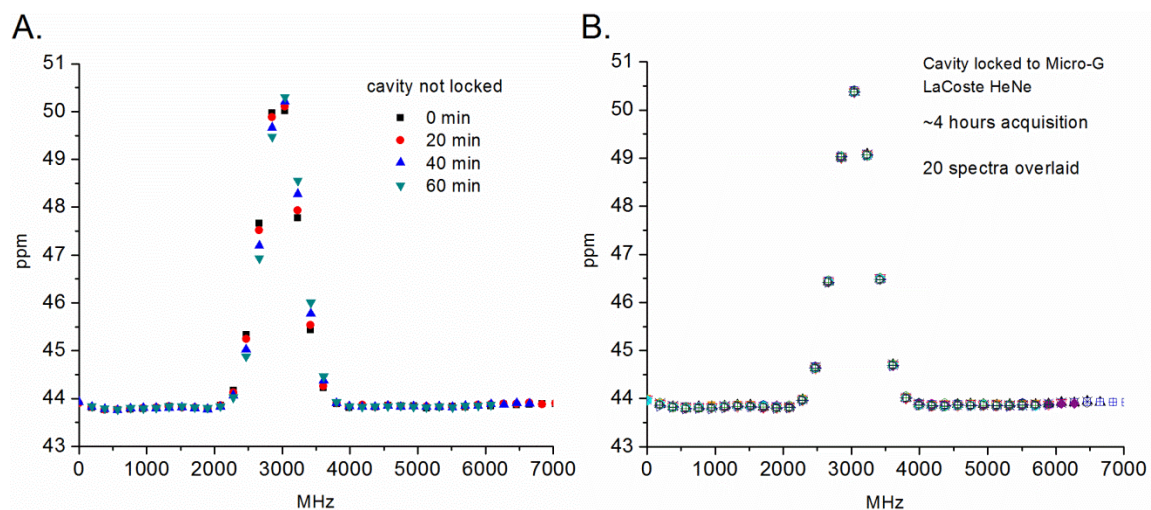 A.
51
50
49
48
47
46
45
44
43
ppm
0 1000 2000 3000 4000 5000 6000 7000
MHz
cavity not locked
0 min
20 min
40 min
60 min
B.
51
50
49
48
47
46
45
44
43
ppm
0 1000 2000 3000 4000 5000 6000 7000
MHz
Cavity locked to Micro-G
LaCoste HeNe
~4 hours acquisition
20 spectra overlaid